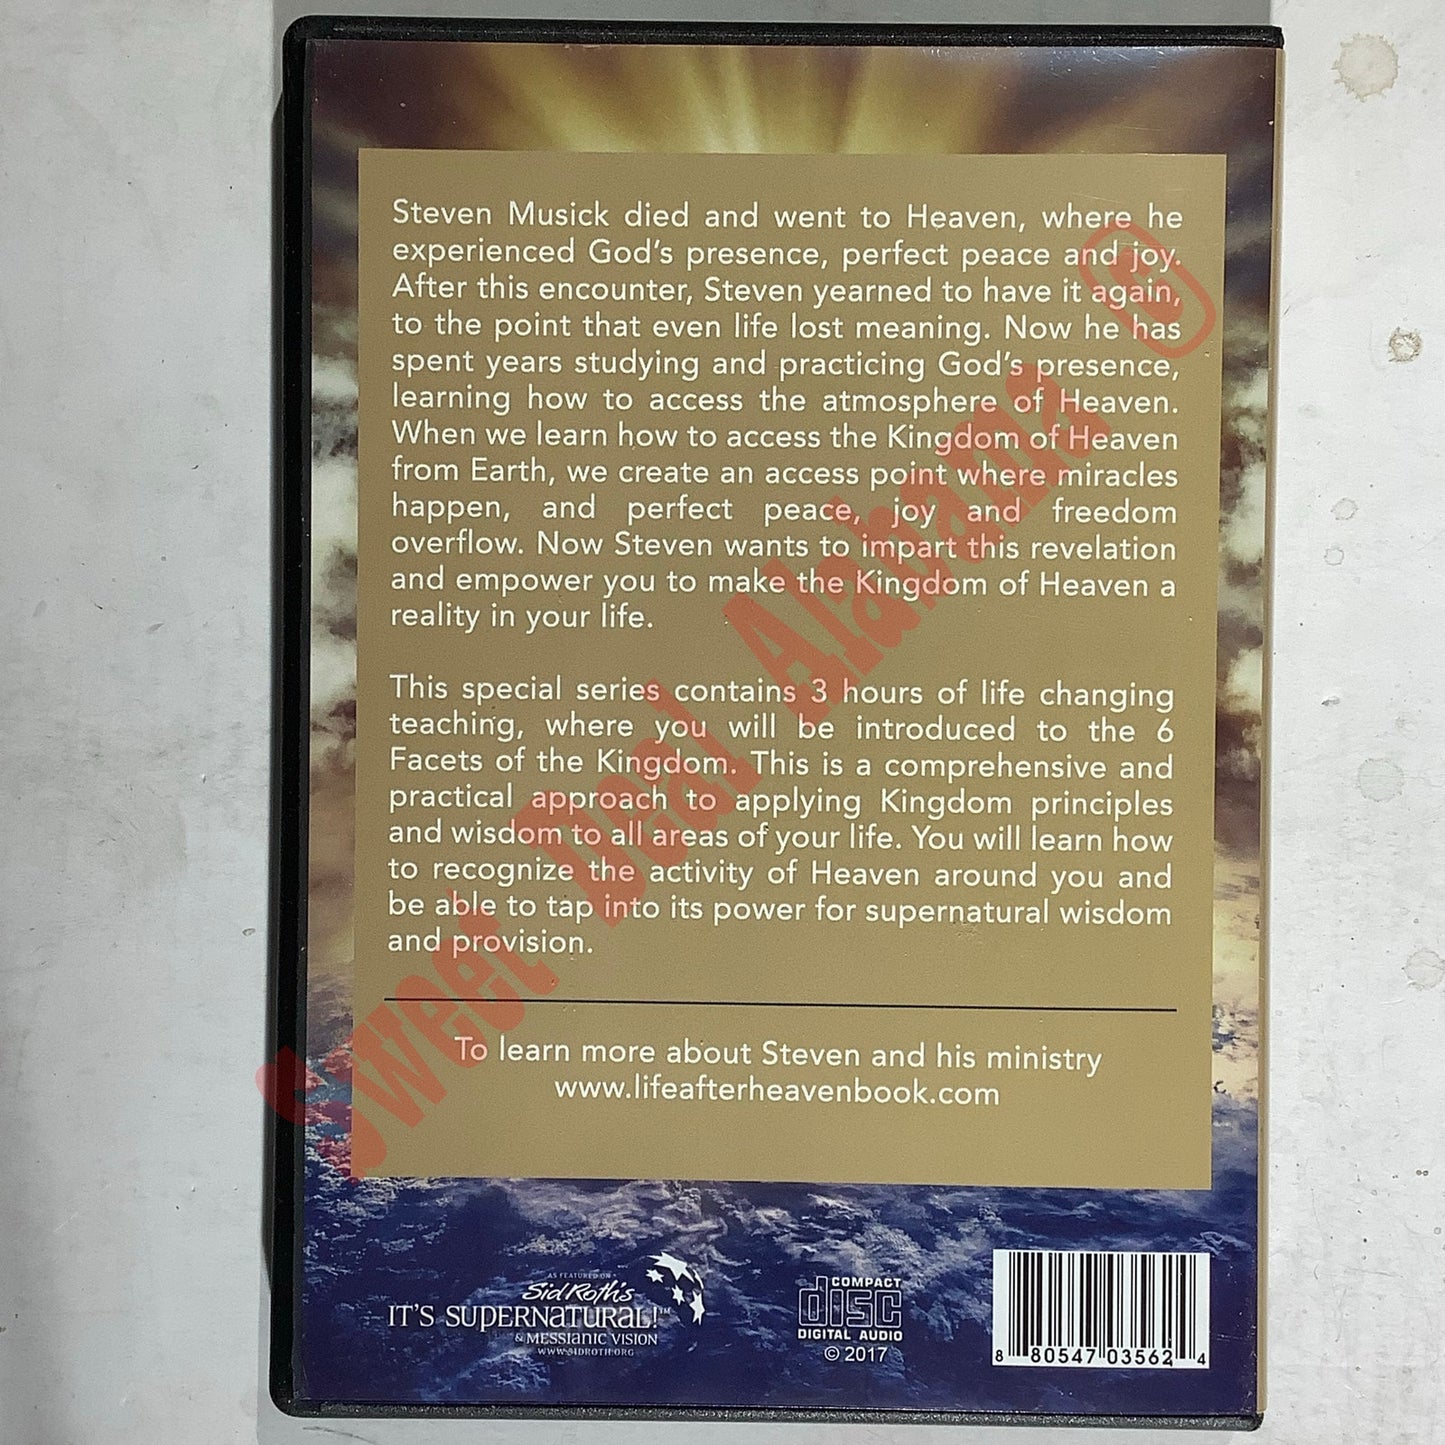 Steven Musick died and went to Heaven, where he
experienced God's presence, perfect peace and joy.
After this encounter, Steven yearned to have it again,
to the point that even life lost meaning. Now he has
spent years studying and practicing God's presence,
learning how to access the atmosphere of Heaven.
When we learn how to access the Kingdom of Heaven
from Earth, we create an access point where miracles
happen, and perfect peace, joy and freedom
overflow. Now Steven wants to impart this revelation
and empower you to make the Kingdom of Heaven a
reality in your life.
This special series contains 3 hours of life changing
teaching, where you will be introduced to the 6
Facets of the Kingdom. This is a comprehensive and
practical approach to applying Kingdom principles
and wisdom to all areas of your life. You will learn how
to recognize the activity of Heaven around you and
be able to tap into its power for supernatural wisdom
and provision.
To learn more about Steven and his ministry
www.lifeafterheavenbook.com
AS FEATURED ON
Sid Roth's
IT'S SUPERNATURAL!™
& MESSIANIC VISION
WWW.SIDROTH.ORG
COMPACT
disc
DIGITAL AUDIO
© 2017
8 80547 03562 4
Sweet Deal Alabama ©